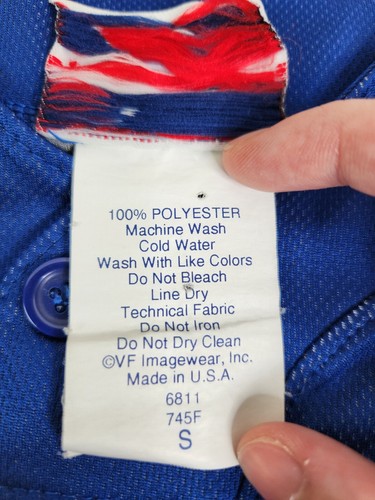 100% POLYESTER
Machine Wash
Cold Water
Wash With Like Colors
Do Not Bleach
Line Dry
Technical Fabric
Do Not Iron
Do Not Dry Clean
©VF Imagewear, Inc.
Made in U.S.A.
6811
745F
S